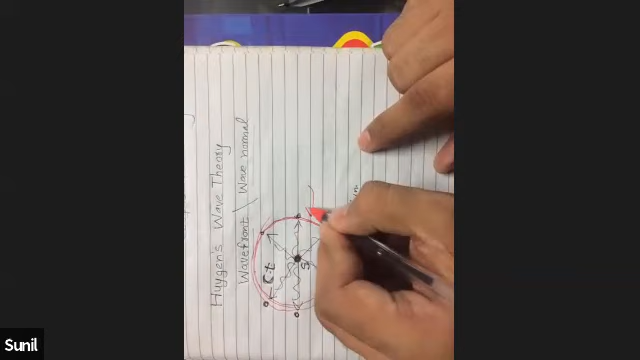 Huygen's Wave Theory
Wavefront / Wave normal
C.t
S
Sunil